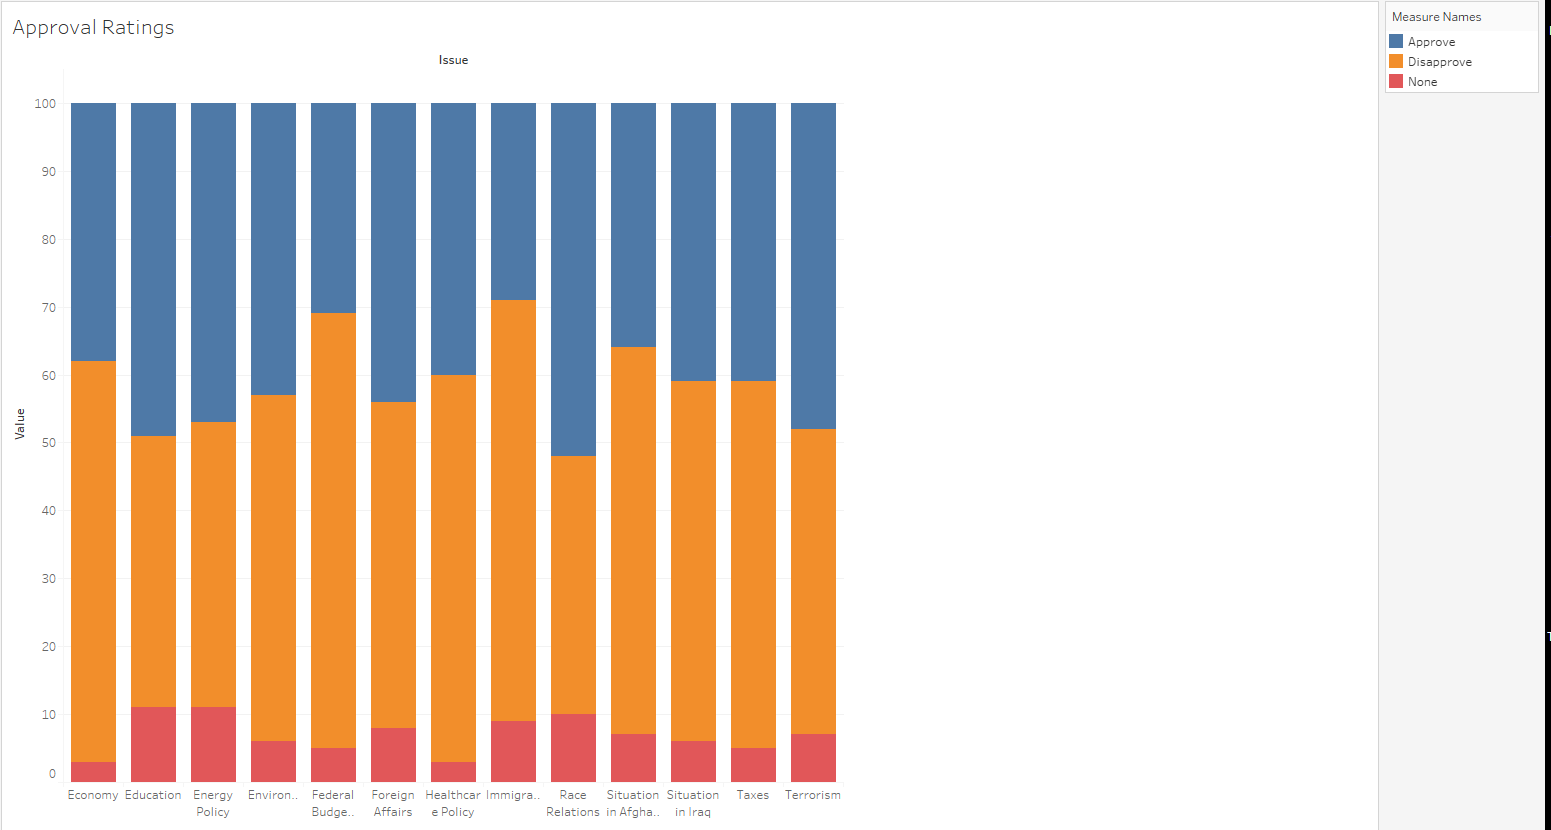 Approval Ratings
Issue
Measure Names
Approve
Disapprove
None
100
90
80
70
60
50
40
30
20
10
0
Value
Economy Education Energy Environ.. Federal Foreign Healthcar Immigra.. Race Situation Situation Taxes Terrorism
Policy Budge.. Affairs e Policy Relations in Afgha.. in Iraq